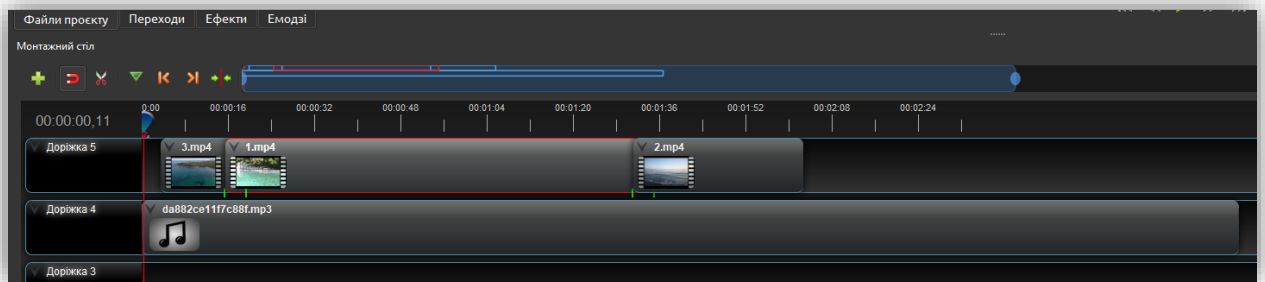 Файли проєкту Переходи Ефекти Емодзі
Монтажний стіл
00:00:00,11
0:00 00:00:16 00:00:32 00:00:48 00:01:04 00:01:20 00:01:36 00:01:52 00:02:08 00:02:24
Доріжка 5 3.mp4 1.mp4 2.mp4
Доріжка 4 da882ce11f7c88f.mp3
Доріжка 3